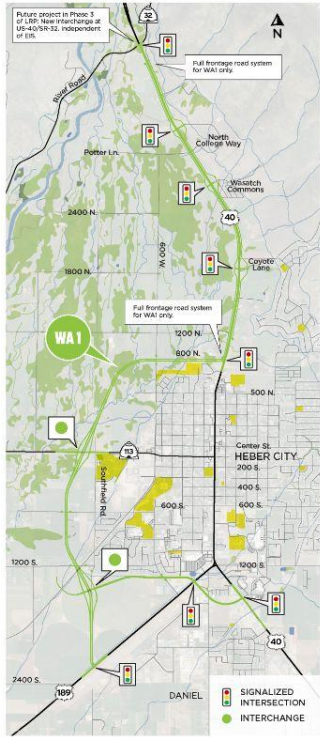 Future project in Phase 3
of LRP: New Interchange at
US-40/SR-32. Independent
of EIS.
32
N
Full frontage road system
for WA1 only.
River Road
North
College Way
Potter Ln.
Wasatch
Commons
2400 N.
40
600 W.
Coyote
Lane
1800 N.
Full frontage road system
for WA1 only.
1200 N.
WA1
800 N.
500 N.
Center St.
113
HEBER CITY
200 S.
Southfield Rd.
400 S.
600 S.
600 S.
1200 S.
1200 S.
40
2400 S.
189
DANIEL
SIGNALIZED
INTERSECTION
INTERCHANGE